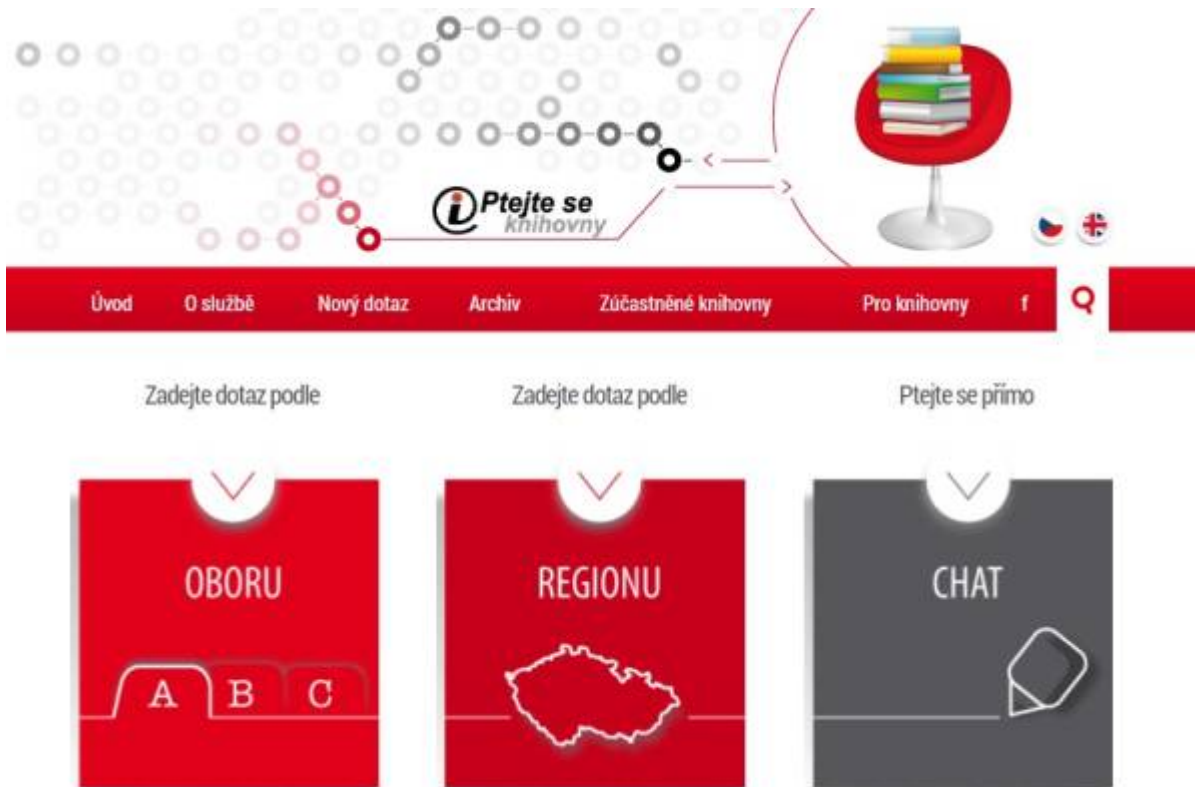 Ptejte se
knihovny
Úvod O službě Nový dotaz Archiv Zúčastněné knihovny Pro knihovny f
Zadejte dotaz podle Zadejte dotaz podle Ptejte se přímo
OBORU REGIONU CHAT
A B C